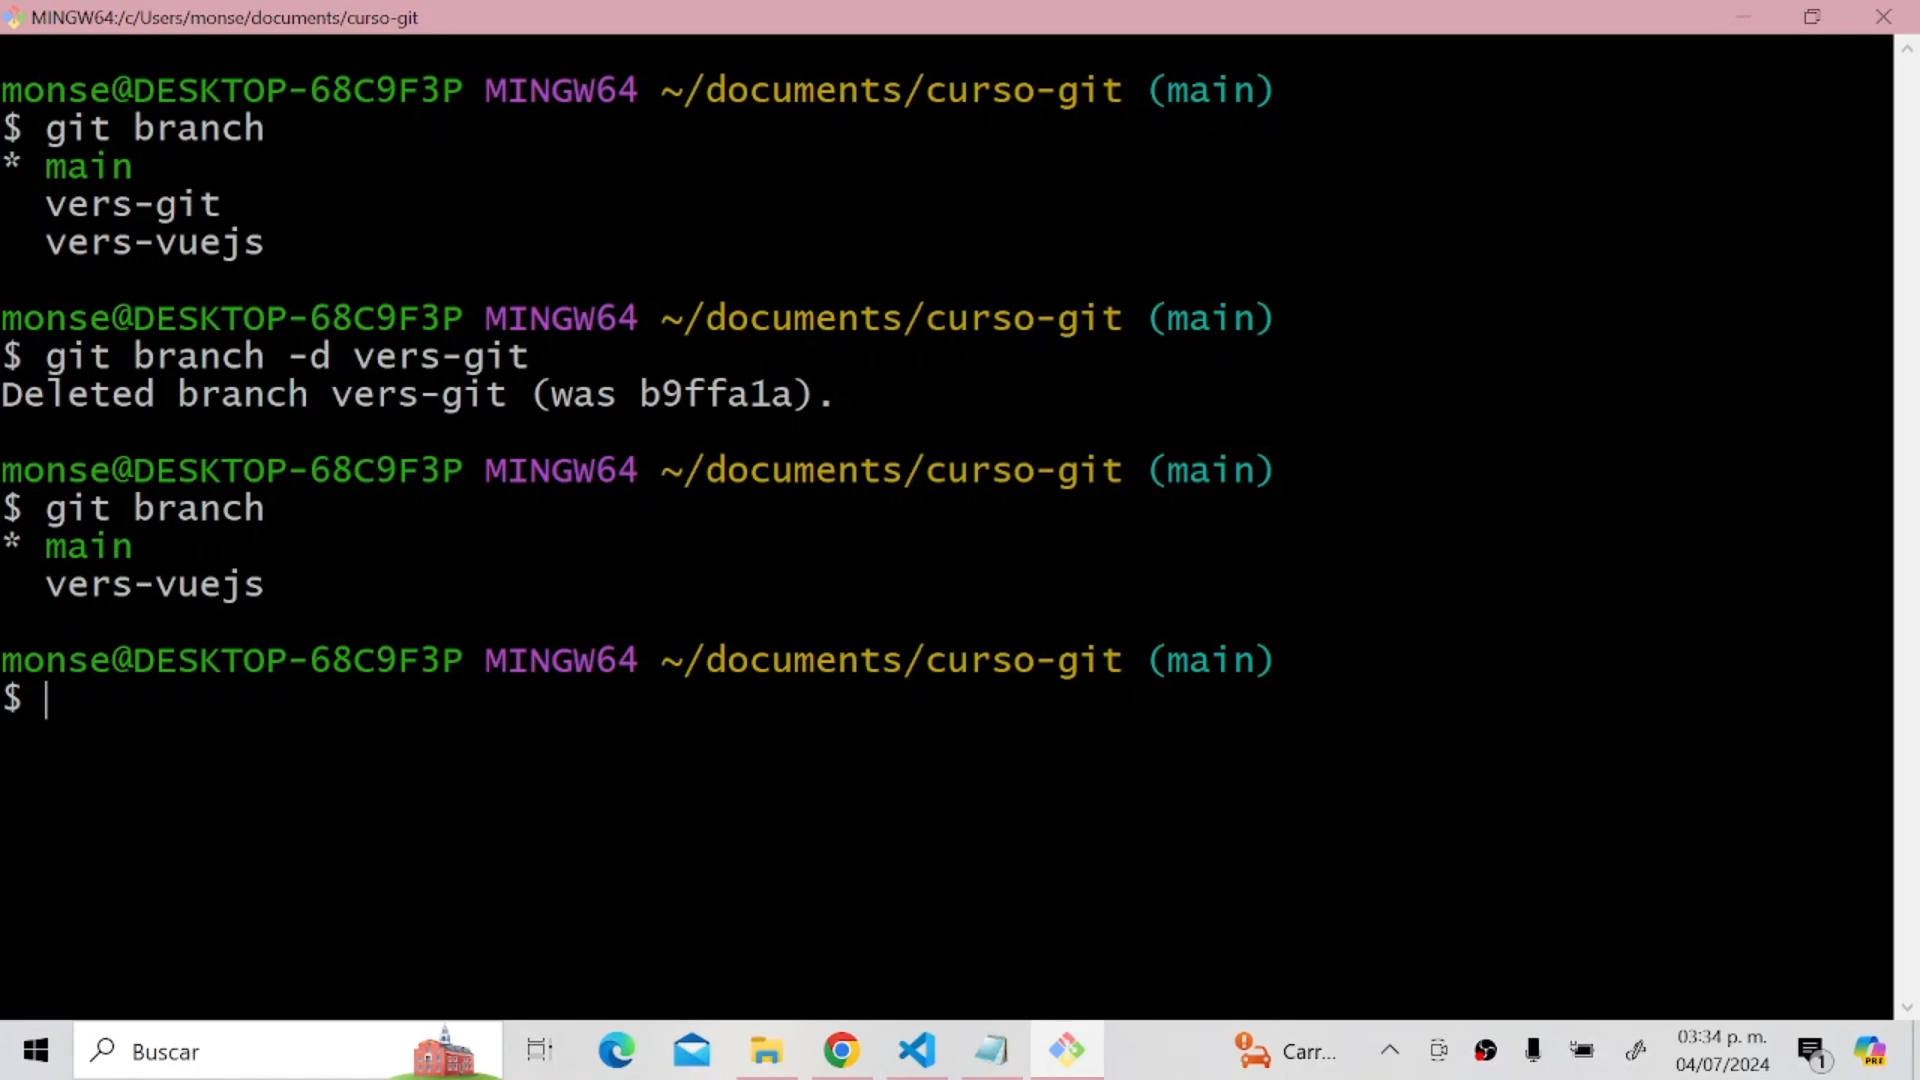 MINGW64:/c/Users/monse/documents/curso-git
monse@DESKTOP-68C9F3P MINGW64 ~/documents/curso-git (main)
$ git branch
* main
  vers-git
  vers-vuejs
monse@DESKTOP-68C9F3P MINGW64 ~/documents/curso-git (main)
$ git branch -d vers-git
Deleted branch vers-git (was b9ffa1a).
monse@DESKTOP-68C9F3P MINGW64 ~/documents/curso-git (main)
$ git branch
* main
  vers-vuejs
monse@DESKTOP-68C9F3P MINGW64 ~/documents/curso-git (main)
$
Buscar
Carr...
03:34 p. m.
04/07/2024
1
PRE